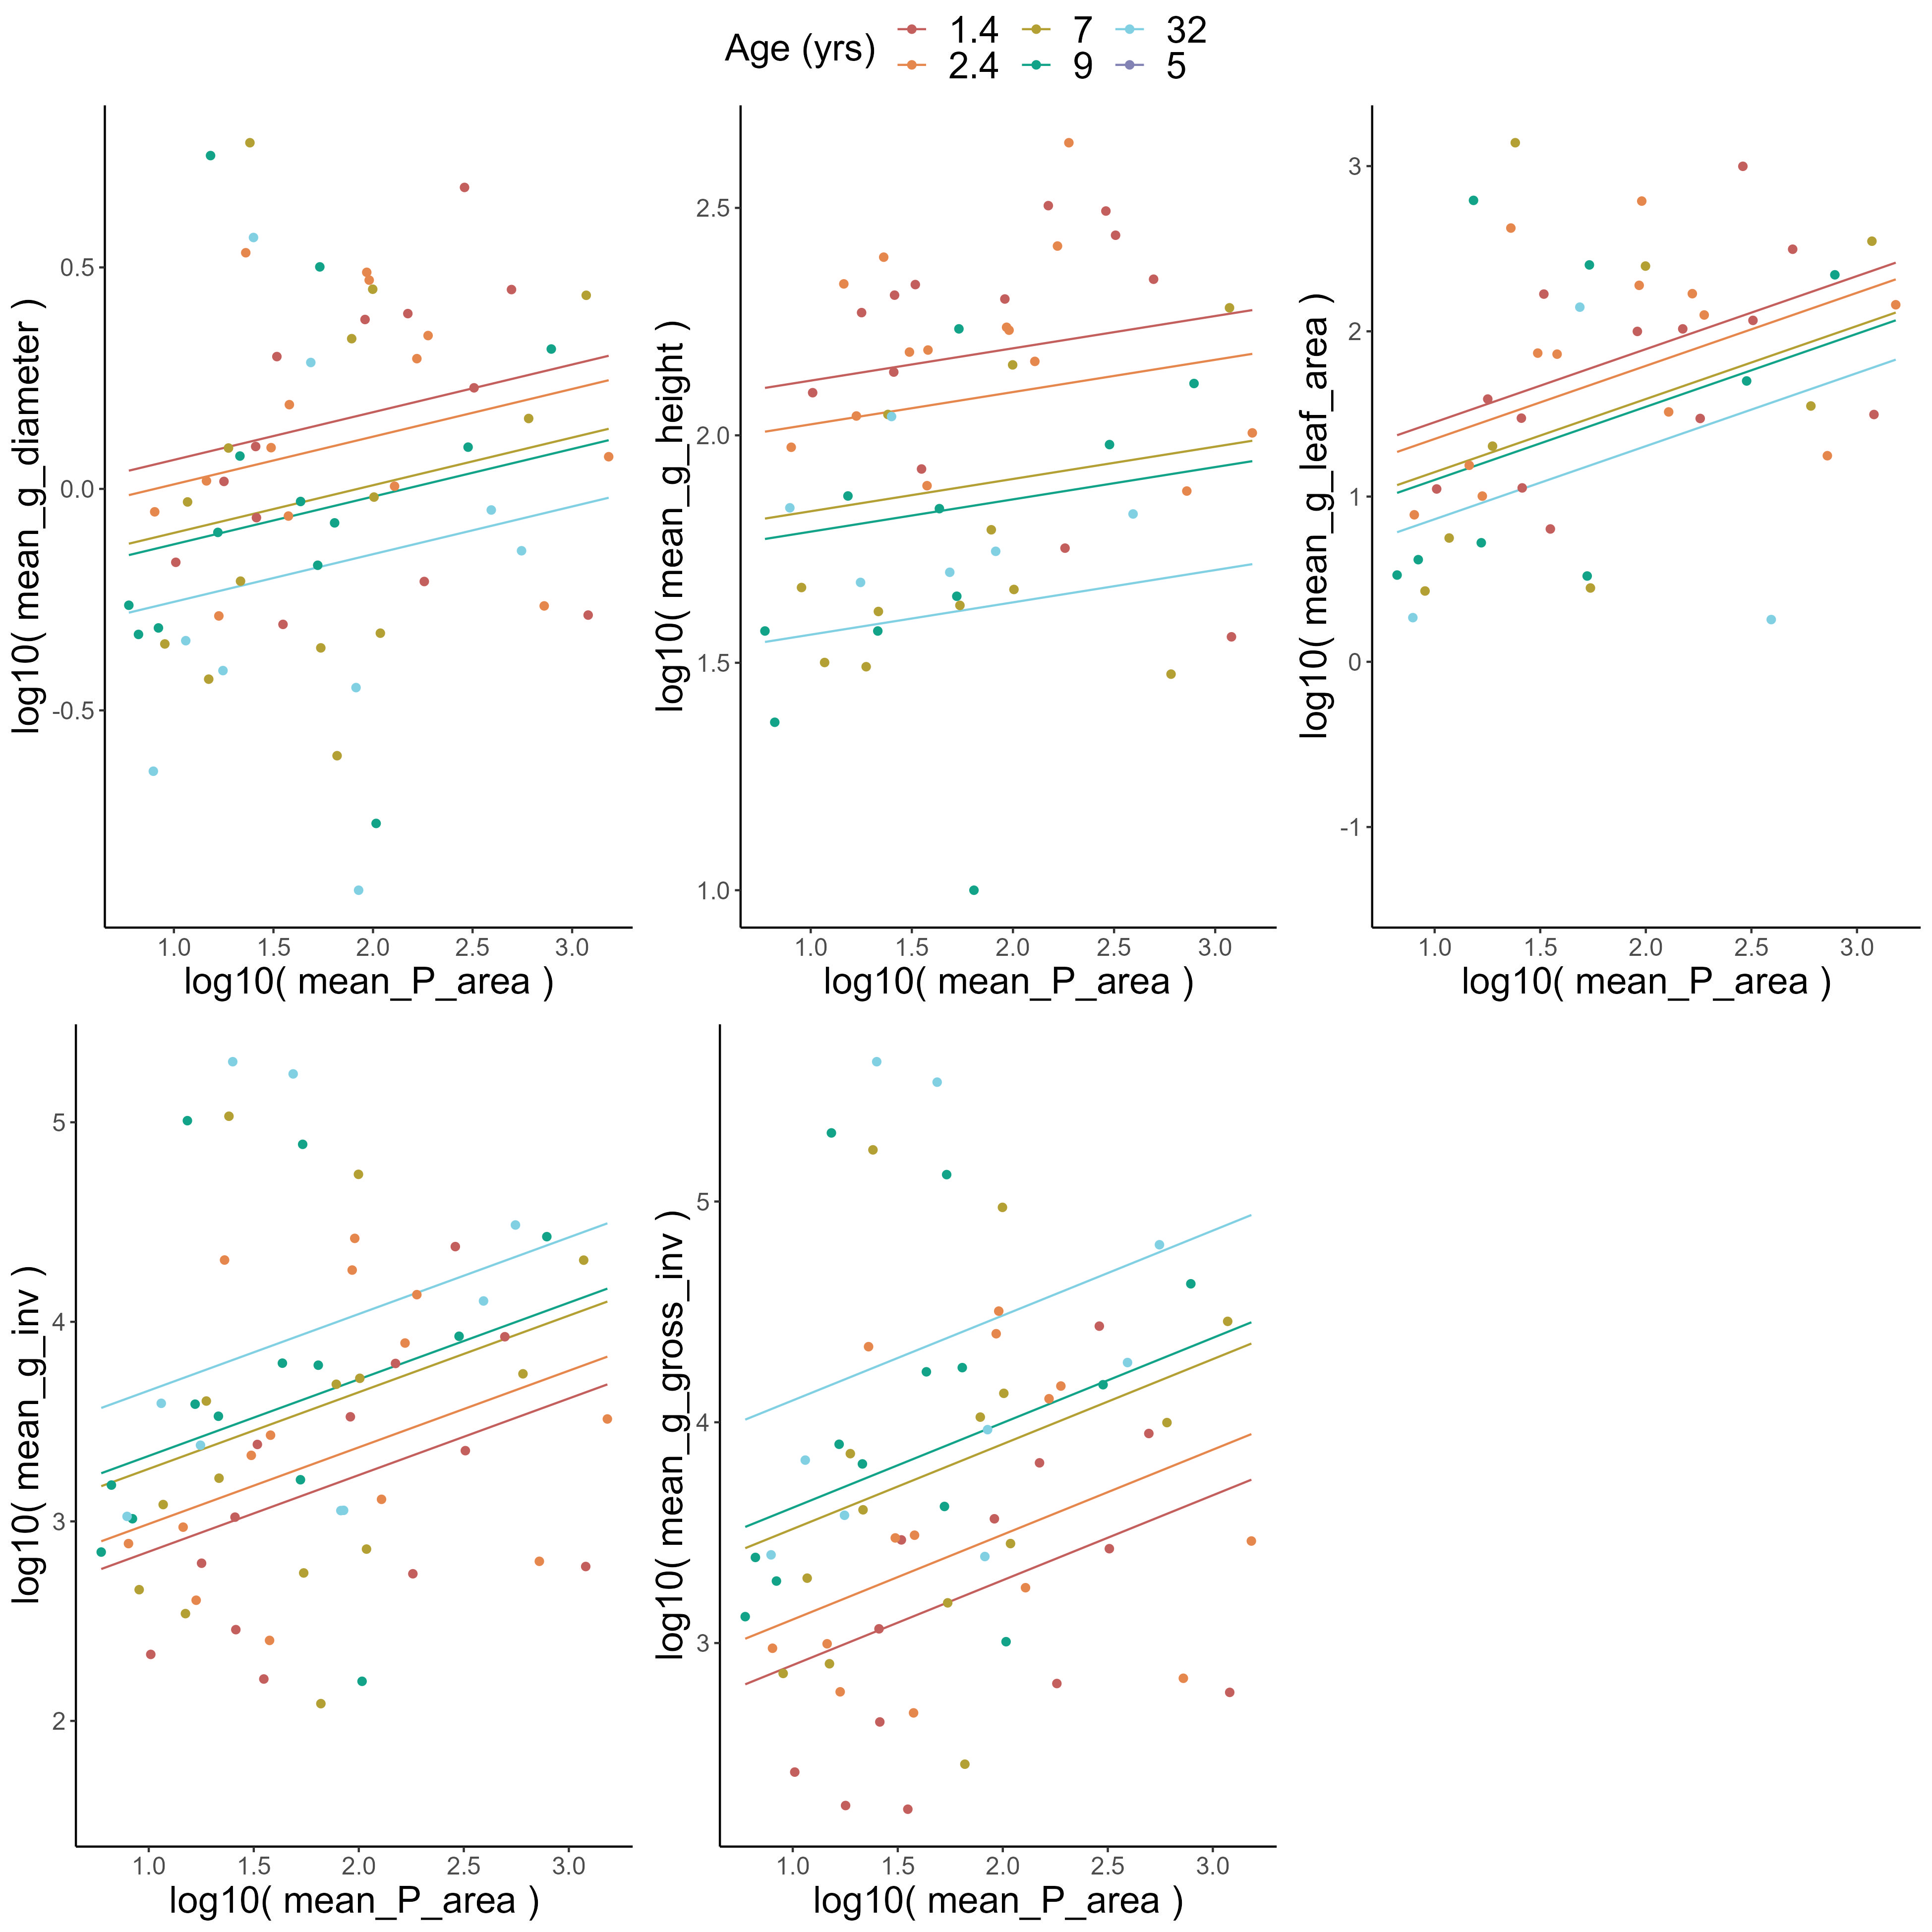 Age (yrs) 1.4 7 32
2.4 9 5
log10( mean_g_diameter )
0.5
0.0
-0.5
1.0 1.5 2.0 2.5 3.0
log10( mean_P_area )
log10( mean_g_height )
2.5
2.0
1.5
1.0
1.0 1.5 2.0 2.5 3.0
log10( mean_P_area )
log10( mean_g_leaf_area )
3
2
1
0
-1
1.0 1.5 2.0 2.5 3.0
log10( mean_P_area )
log10( mean_g_inv )
5
4
3
2
1.0 1.5 2.0 2.5 3.0
log10( mean_P_area )
log10( mean_g_gross_inv )
5
4
3
1.0 1.5 2.0 2.5 3.0
log10( mean_P_area )